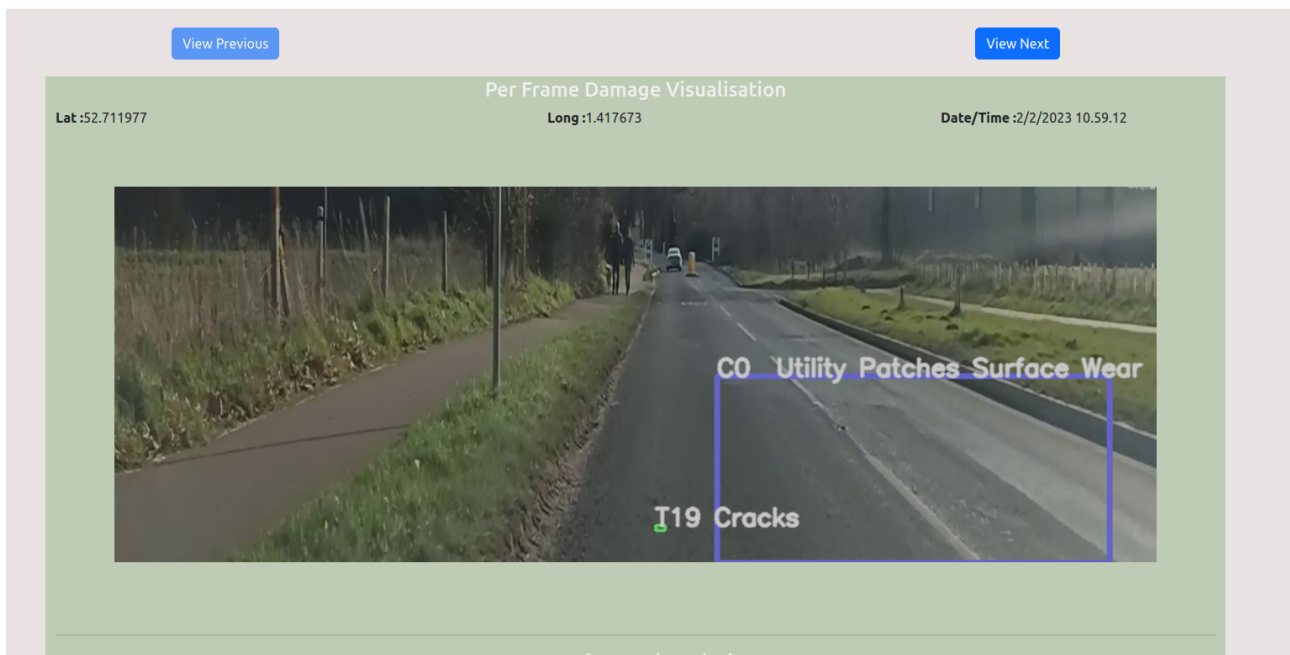 View Previous
View Next
Per Frame Damage Visualisation
Lat :52.711977
Long :1.417673
Date/Time :2/2/2023 10.59.12
C0 Utility Patches Surface Wear
T19 Cracks